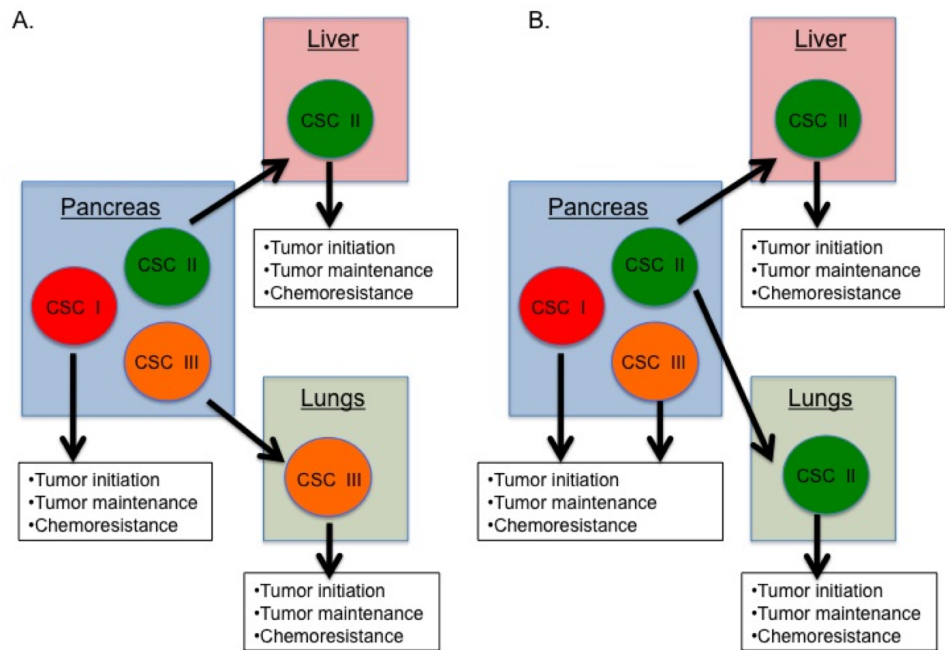 A.
Liver
CSC II
Pancreas
CSC II
CSC I
CSC III
•Tumor initiation
•Tumor maintenance
•Chemoresistance
Lungs
CSC III
•Tumor initiation
•Tumor maintenance
•Chemoresistance
•Tumor initiation
•Tumor maintenance
•Chemoresistance
B.
Liver
CSC II
Pancreas
CSC II
CSC I
CSC III
•Tumor initiation
•Tumor maintenance
•Chemoresistance
Lungs
CSC II
•Tumor initiation
•Tumor maintenance
•Chemoresistance
•Tumor initiation
•Tumor maintenance
•Chemoresistance